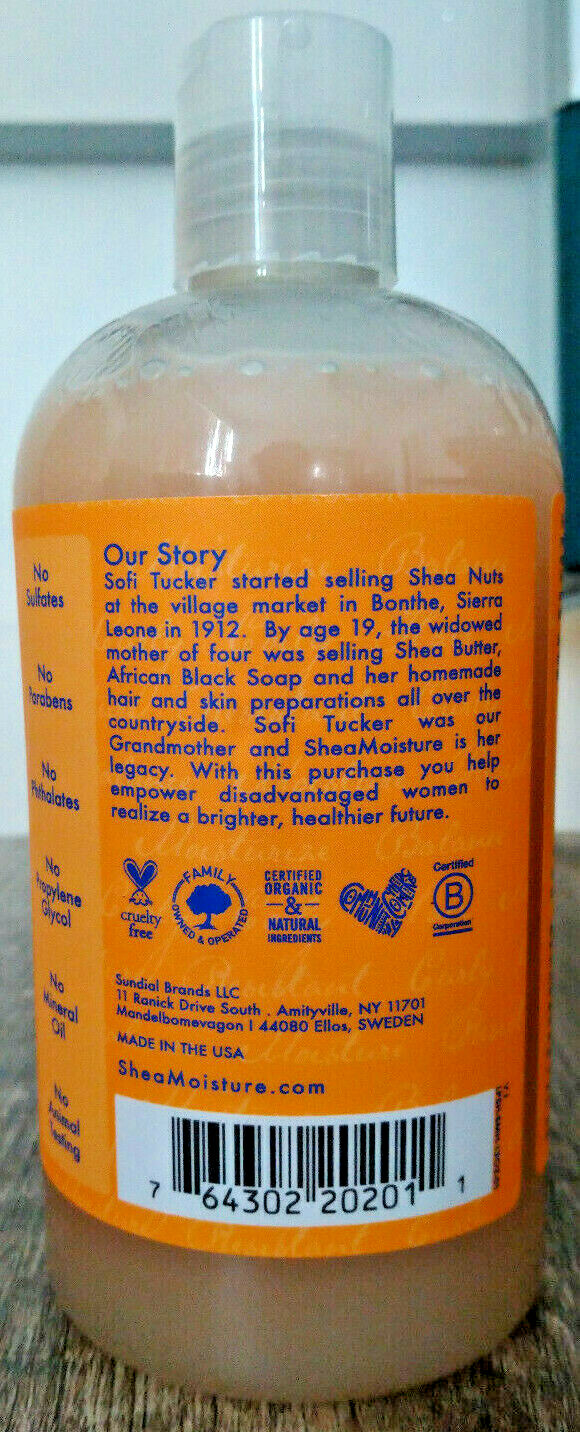 No
Sulfates
No
Parabens
No
Phthalates
No
Propylene
Glycol
No
Mineral
Oil
No
Animal
Testing
Our Story
Sofi Tucker started selling Shea Nuts
at the village market in Bonthe, Sierra
Leone in 1912. By age 19, the widowed
mother of four was selling Shea Butter,
African Black Soap and her homemade
hair and skin preparations all over the
countryside. Sofi Tucker was our
Grandmother and SheaMoisture is her
legacy. With this purchase you help
empower disadvantaged women to
realize a brighter, healthier future.
cruelty
free
FAMILY
OWNED & OPERATED
CERTIFIED
ORGANIC
&
NATURAL
INGREDIENTS
Certified
B
Corporation
Sundial Brands LLC
11 Ranick Drive South . Amityville, NY 11701
Mandelbomevagon I 44080 Ellos, SWEDEN
MADE IN THE USA
SheaMoisture.com
7 64302 20201 1